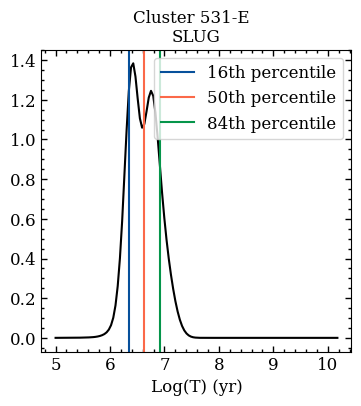 Cluster 531-E
SLUG
16th percentile
50th percentile
84th percentile
1.4
1.2
1.0
0.8
0.6
0.4
0.2
0.0
5 6 7 8 9 10
Log(T) (yr)